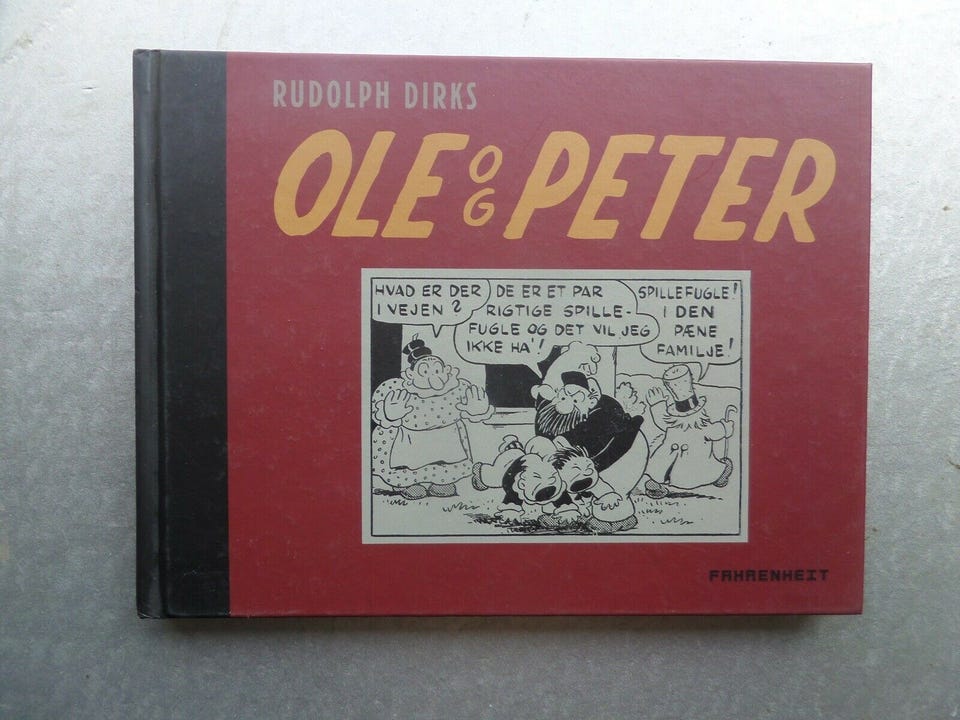 RUDOLPH DIRKS
OLE OG PETER
HVAD ER DER
I VEJEN?
DE ER ET PAR
RIGTIGE SPILLE-
FUGLE OG DET VIL JEG
IKKE HA'!
SPILLEFUGLE!
I DEN
PÆNE
FAMILJE!
FAHRENHEIT